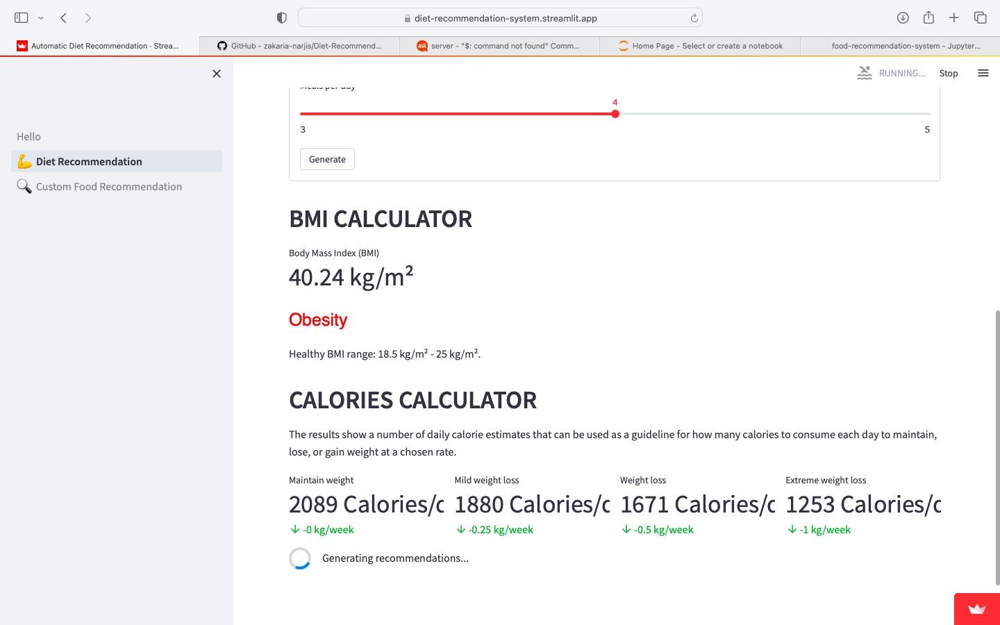 diet-recommendation-system.streamlit.app
Automatic Diet Recommendation · Strea...
GitHub - zakaria-narjis/Diet-Recommend...
ask
server - "$: command not found" Comm...
Home Page - Select or create a notebook
food-recommendation-system - Jupyter...
RUNNING...
Stop
Hello
Diet Recommendation
Custom Food Recommendation
Meals per day
4
3
5
Generate
BMI CALCULATOR
Body Mass Index (BMI)
40.24 kg/m²
Obesity
Healthy BMI range: 18.5 kg/m² - 25 kg/m².
CALORIES CALCULATOR
The results show a number of daily calorie estimates that can be used as a guideline for how many calories to consume each day to maintain,
lose, or gain weight at a chosen rate.
Maintain weight
2089 Calories/d
-0 kg/week
Mild weight loss
1880 Calories/d
-0.25 kg/week
Weight loss
1671 Calories/d
-0.5 kg/week
Extreme weight loss
1253 Calories/d
-1 kg/week
Generating recommendations...